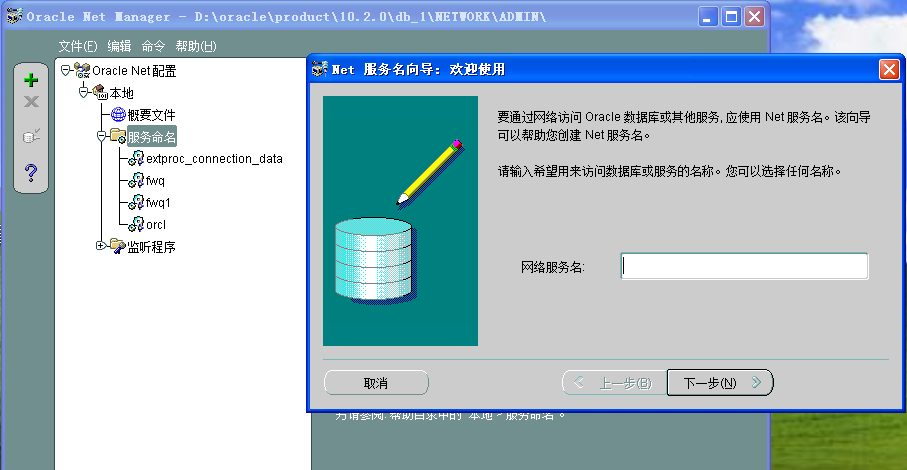 Oracle Net Manager - D:\oracle\product\10.2.0\db_1\NETWORK\ADMIN\
文件(F) 编辑 命令 帮助(H)
Oracle Net配置
本地
概要文件
服务命名
extproc_connection_data
fwq
fwq1
orcl
监听程序
Net 服务名向导: 欢迎使用
要通过网络访问 Oracle 数据库或其他服务, 应使用 Net 服务名。该向导
可以帮助您创建 Net 服务名。
请输入希望用来访问数据库或服务的名称。您可以选择任何名称。
网络服务名:
取消
上一步(B)
下一步(N)
另请参阅: 帮助目录中的 "本地 > 服务命名"。